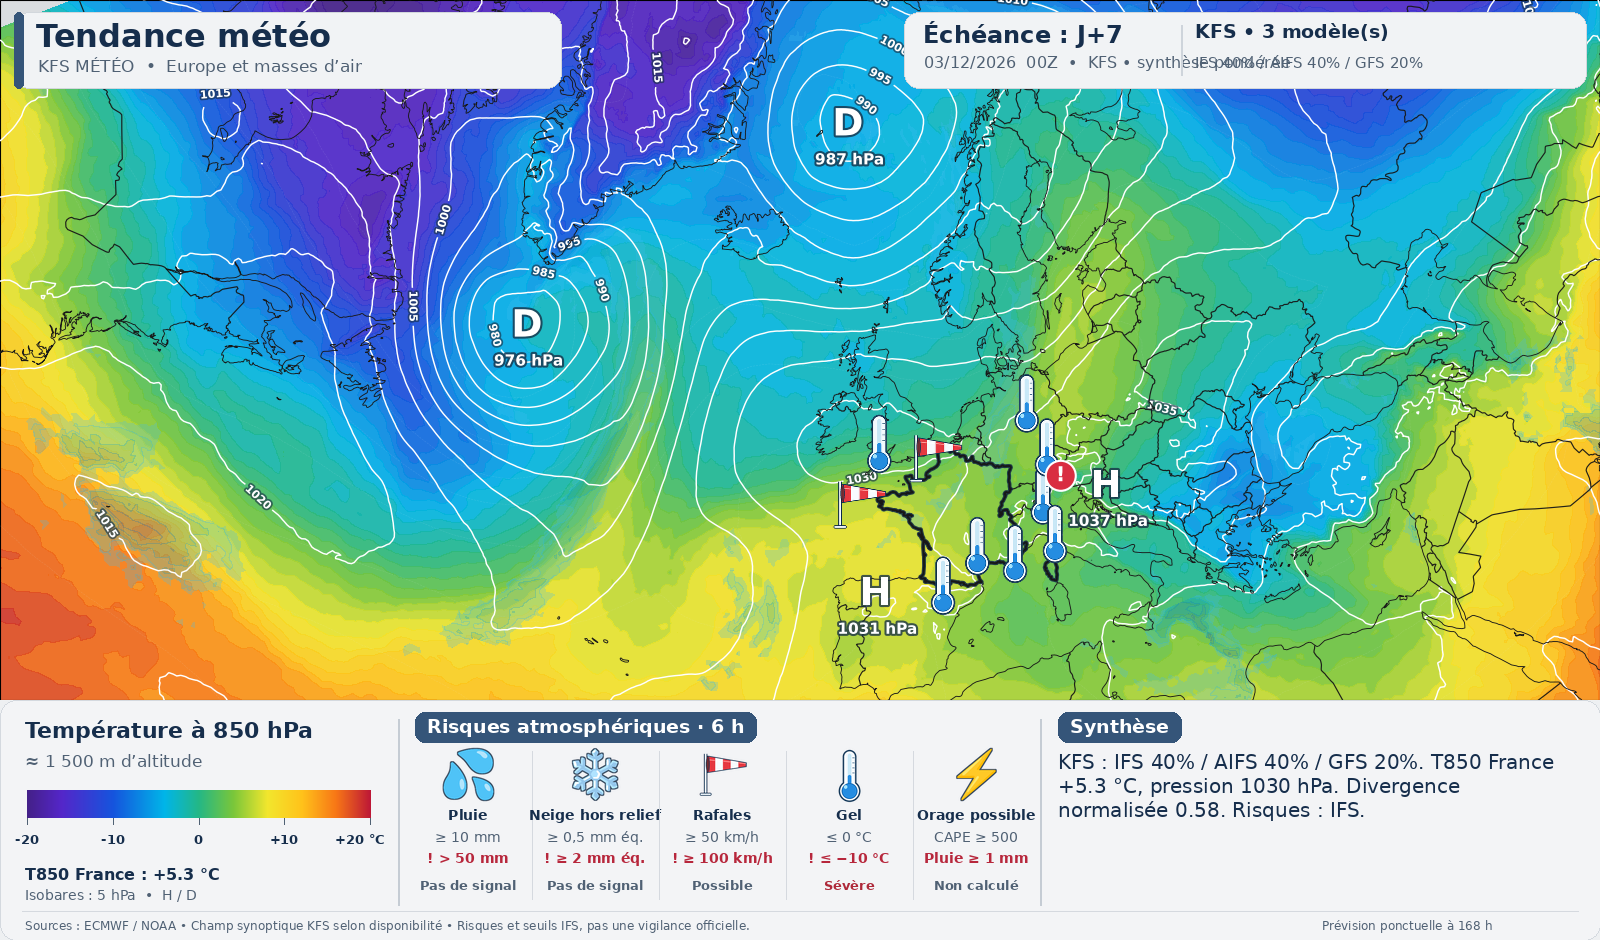 Tendance météo
KFS MÉTÉO • Europe et masses d’air
Échéance : J+7
03/12/2026 00Z • KFS • synthèse pondérée
KFS • 3 modèle(s)
IFS 40% / AIFS 40% / GFS 20%
1010
1015
1015
1000
995
990
D
987 hPa
1000
995
985
990
1005
980
D
976 hPa
1035
1030
1020
1015
H
1037 hPa
H
1031 hPa
!
Température à 850 hPa
≈ 1 500 m d’altitude
-20 -10 0 +10 +20 °C
T850 France : +5.3 °C
Isobares : 5 hPa • H / D
Risques atmosphériques · 6 h
Pluie
≥ 10 mm
! > 50 mm
Pas de signal
Neige hors relief
≥ 0,5 mm éq.
! ≥ 2 mm éq.
Pas de signal
Rafales
≥ 50 km/h
! ≥ 100 km/h
Possible
Gel
≤ 0 °C
! ≤ −10 °C
Sévère
Orage possible
CAPE ≥ 500
Pluie ≥ 1 mm
Non calculé
Synthèse
KFS : IFS 40% / AIFS 40% / GFS 20%. T850 France
+5.3 °C, pression 1030 hPa. Divergence
normalisée 0.58. Risques : IFS.
Sources : ECMWF / NOAA • Champ synoptique KFS selon disponibilité • Risques et seuils IFS, pas une vigilance officielle.
Prévision ponctuelle à 168 h